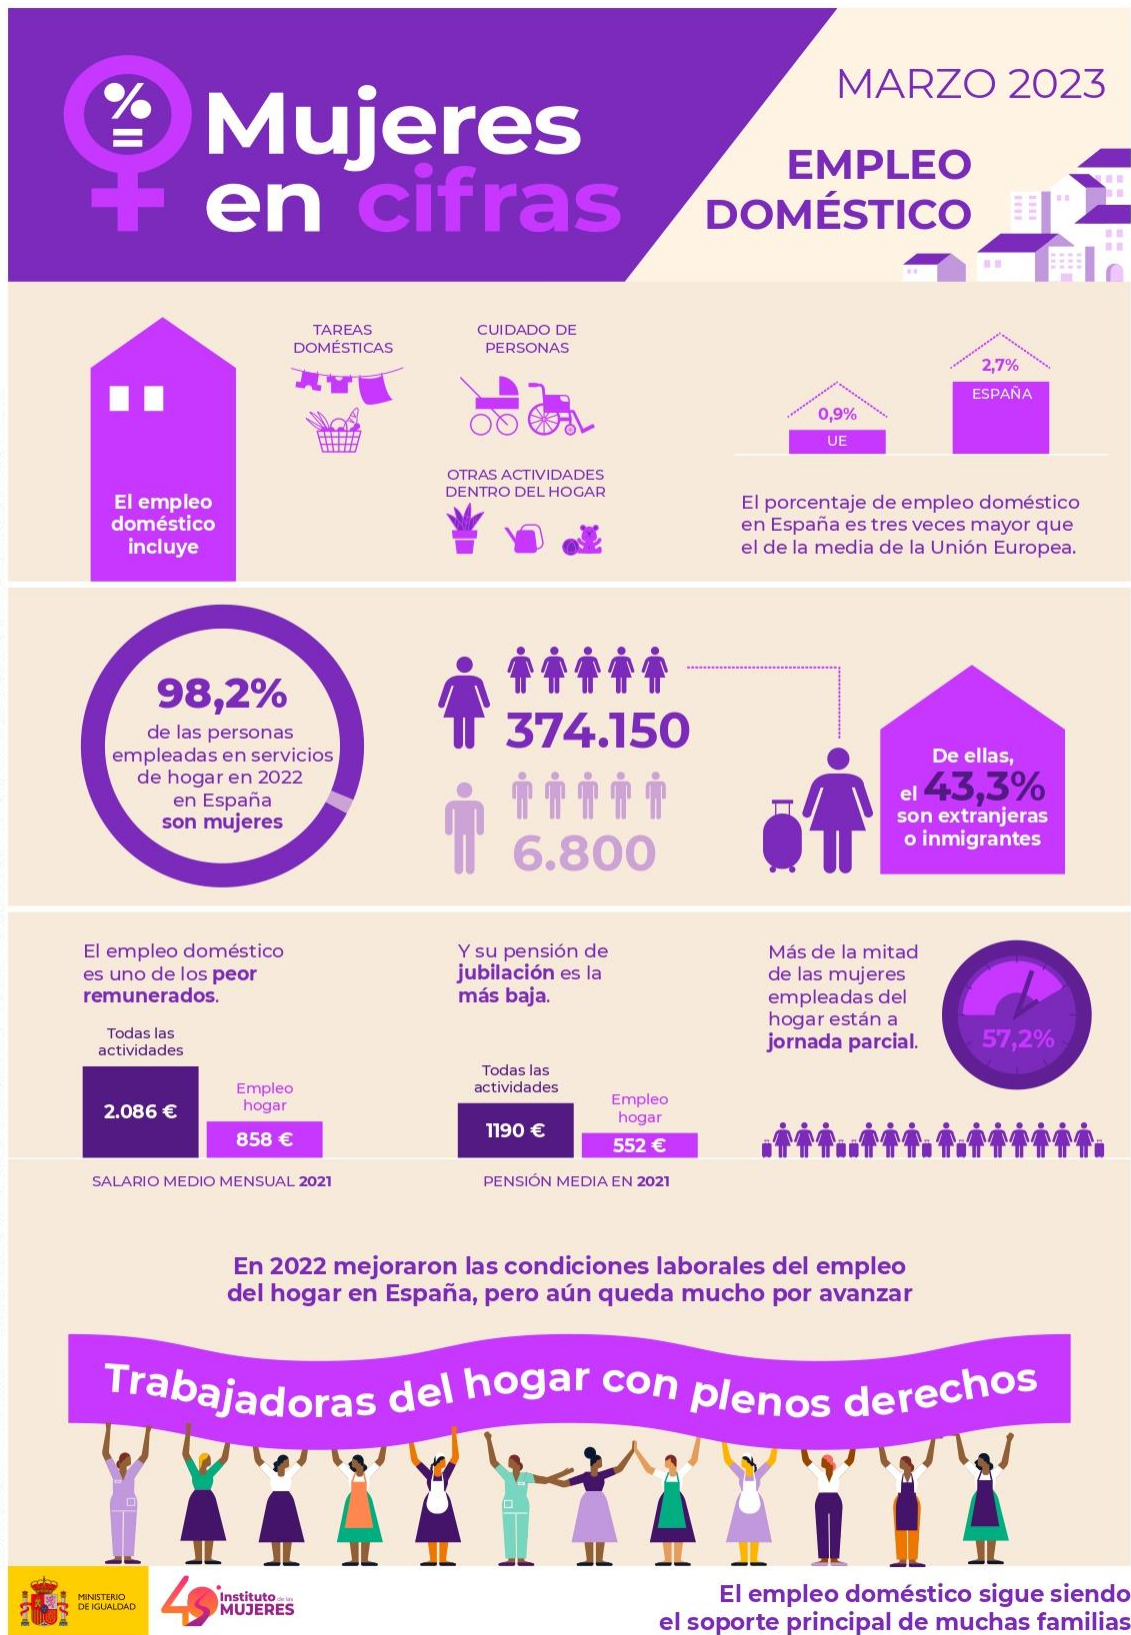 %
=
Mujeres
en cifras
MARZO 2023
EMPLEO
DOMÉSTICO
El empleo
doméstico
incluye
TAREAS
DOMÉSTICAS
CUIDADO DE
PERSONAS
OTRAS ACTIVIDADES
DENTRO DEL HOGAR
0,9%
UE
2,7%
ESPAÑA
El porcentaje de empleo doméstico
en España es tres veces mayor que
el de la media de la Unión Europea.
98,2%
de las personas
empleadas en servicios
de hogar en 2022
en España
son mujeres
374.150
6.800
De ellas,
el 43,3%
son extranjeras
o inmigrantes
El empleo doméstico
es uno de los peor
remunerados.
Todas las
actividades
2.086 €
Empleo
hogar
858 €
SALARIO MEDIO MENSUAL 2021
Y su pensión de
jubilación es la
más baja.
Todas las
actividades
1190 €
Empleo
hogar
552 €
PENSIÓN MEDIA EN 2021
Más de la mitad
de las mujeres
empleadas del
hogar están a
jornada parcial.
57,2%
En 2022 mejoraron las condiciones laborales del empleo
del hogar en España, pero aún queda mucho por avanzar
Trabajadoras del hogar con plenos derechos
MINISTERIO
DE IGUALDAD
Instituto de las
MUJERES
El empleo doméstico sigue siendo
el soporte principal de muchas familias